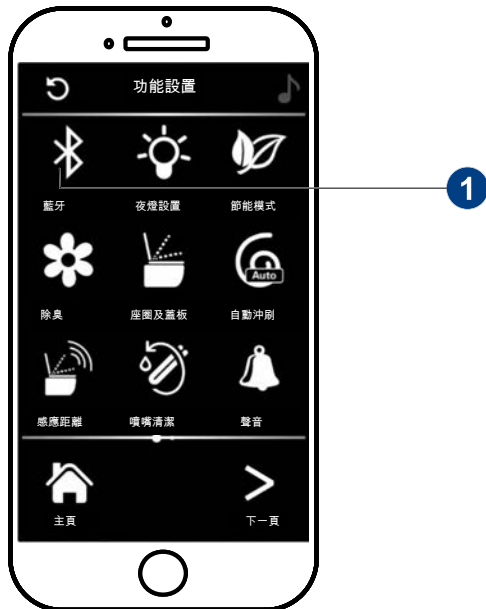 功能設置
藍牙 夜燈設置 節能模式
1
Auto
除臭 座圈及蓋板 自動沖刷
感應距離 噴嘴清潔 聲音
主頁 下一頁